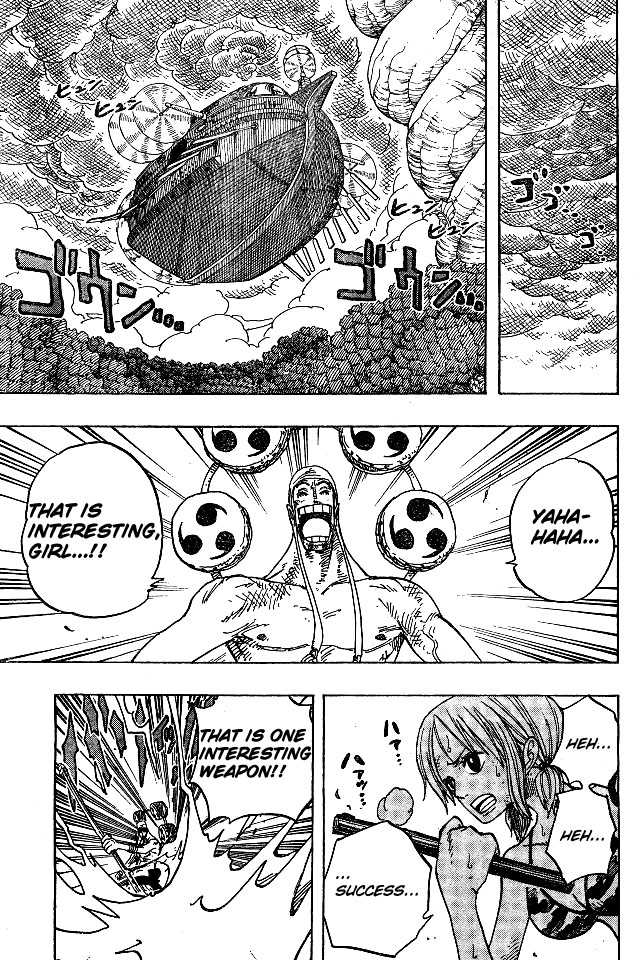 ゴゴゴ...
ヒュン
ヒュン
ヒュン
ヒュン
ゴウン...
ゴウン...
YAHA-
HAHA...
THAT IS
INTERESTING,
GIRL...!!
HEH...
HEH...
ハァ...
ハァッ...
...
SUCCESS...
THAT IS ONE
INTERESTING
WEAPON!!